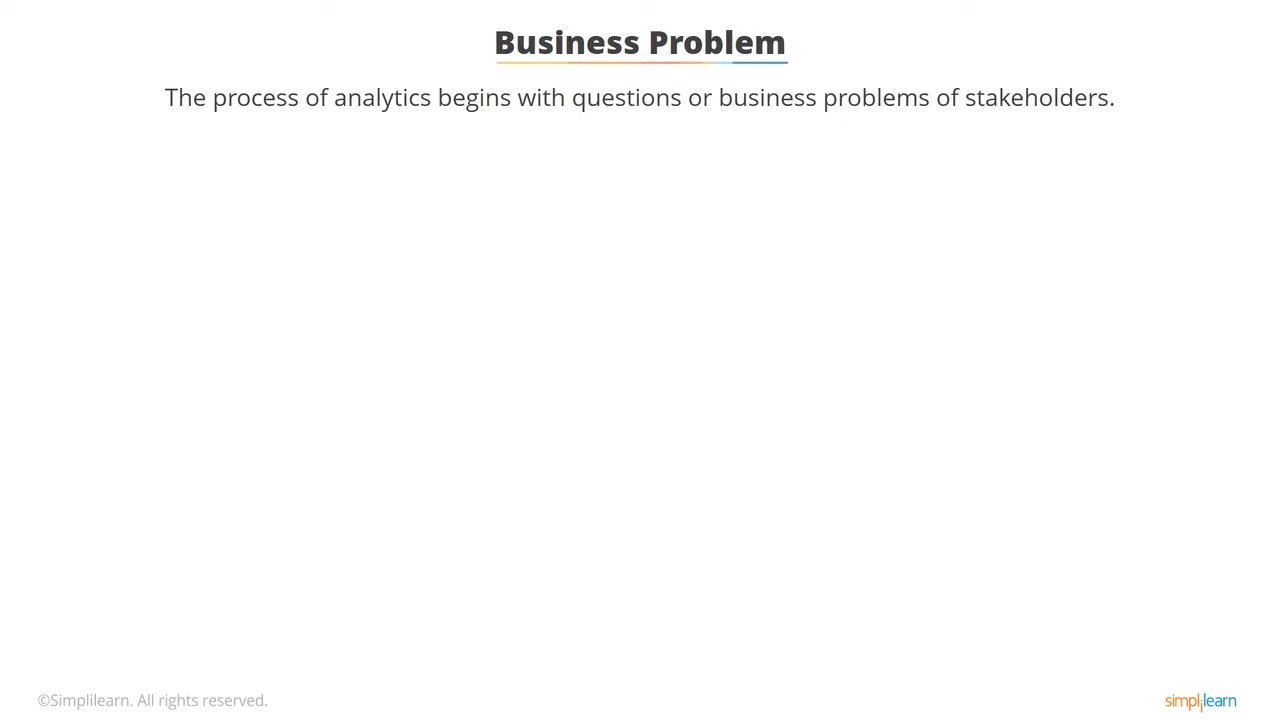 Business Problem
The process of analytics begins with questions or business problems of stakeholders.
©Simplilearn. All rights reserved.
simplilearn